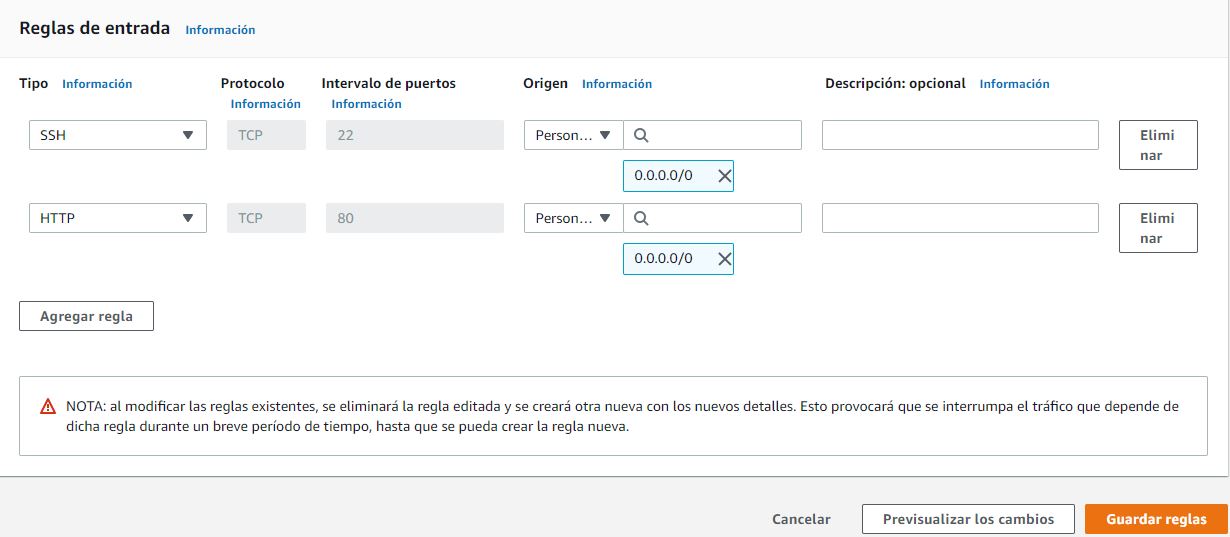 Reglas de entrada Información
Tipo Información Protocolo Información Intervalo de puertos Información Origen Información Descripción: opcional Información
SSH TCP 22 Person... Elimi
nar
0.0.0.0/0
HTTP TCP 80 Person... Elimi
nar
0.0.0.0/0
Agregar regla
NOTA: al modificar las reglas existentes, se eliminará la regla editada y se creará otra nueva con los nuevos detalles. Esto provocará que se interrumpa el tráfico que depende de
dicha regla durante un breve período de tiempo, hasta que se pueda crear la regla nueva.
Cancelar Previsualizar los cambios Guardar reglas